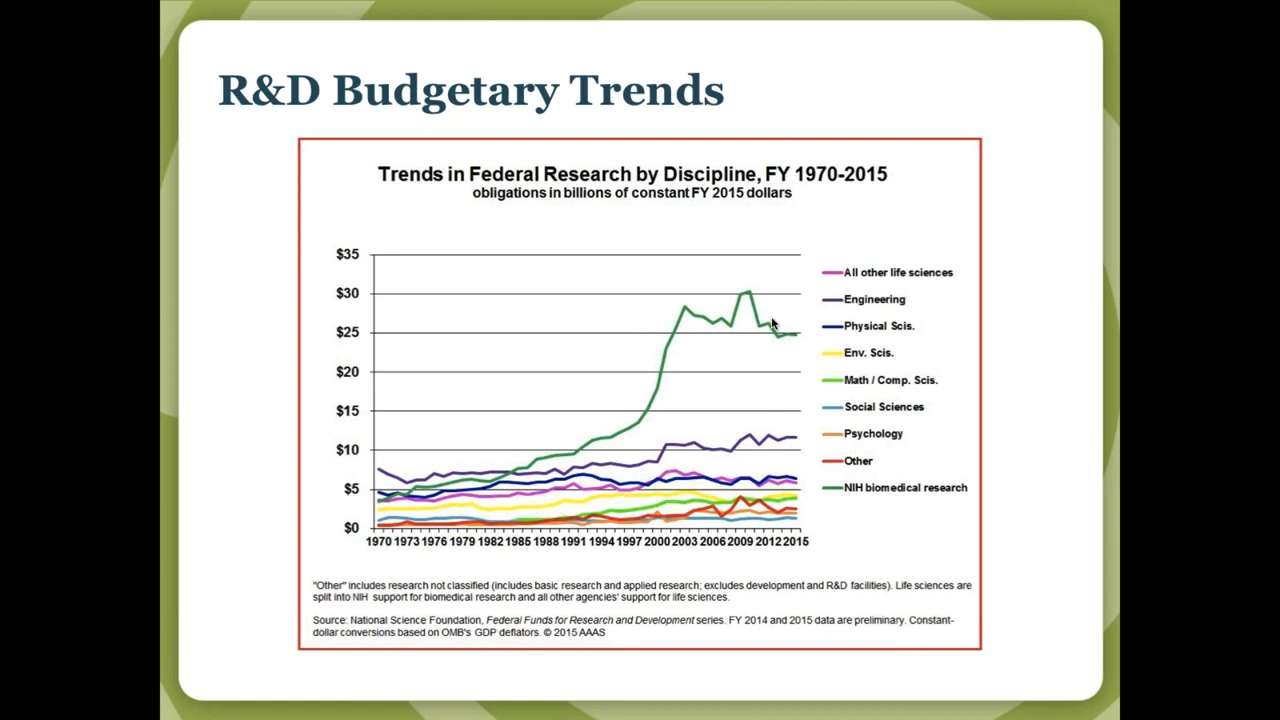 R&D Budgetary Trends
Trends in Federal Research by Discipline, FY 1970-2015
obligations in billions of constant FY 2015 dollars
$35
$30
$25
$20
$15
$10
$5
$0
1970 1973 1976 1979 1982 1985 1988 1991 1994 1997 2000 2003 2006 2009 2012 2015
All other life sciences
Engineering
Physical Scis.
Env. Scis.
Math / Comp. Scis.
Social Sciences
Psychology
Other
NIH biomedical research
"Other" includes research not classified (includes basic research and applied research; excludes development and R&D facilities). Life sciences are
split into NIH support for biomedical research and all other agencies' support for life sciences.
Source: National Science Foundation, Federal Funds for Research and Development series. FY 2014 and 2015 data are preliminary. Constant-
dollar conversions based on OMB's GDP deflators. © 2015 AAAS